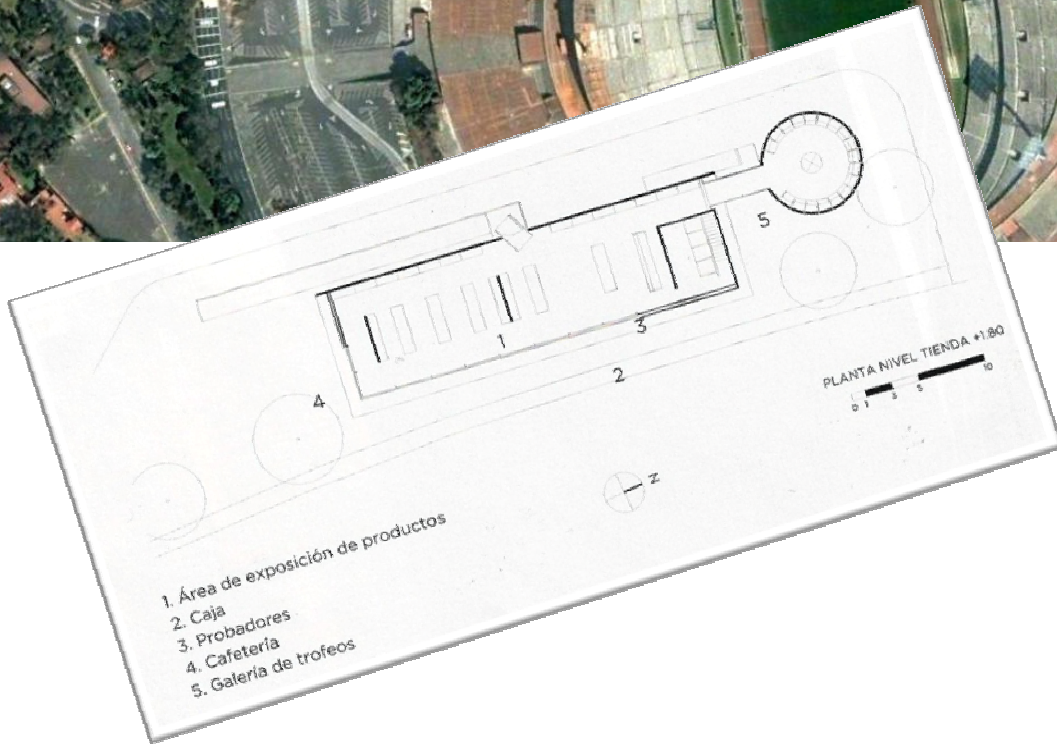 5
1
3
4
2
PLANTA NIVEL TIENDA +1.80
0 1 3 5 10
N
1. Área de exposición de productos
2. Caja
3. Probadores
4. Cafetería
5. Galería de trofeos